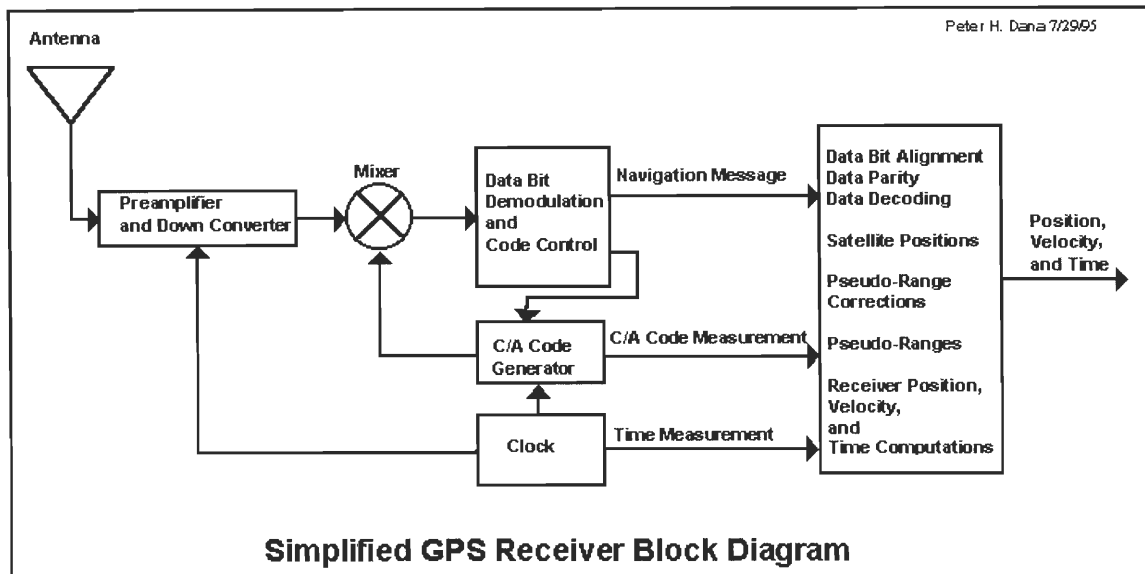 Peter H. Dana 7/29/95
Antenna
Preamplifier
and Down Converter
Mixer
Data Bit
Demodulation
and
Code Control
Navigation Message
C/A Code
Generator
C/A Code Measurement
Clock
Time Measurement
Data Bit Alignment
Data Parity
Data Decoding
Satellite Positions
Pseudo-Range
Corrections
Pseudo-Ranges
Receiver Position,
Velocity,
and
Time Computations
Position,
Velocity,
and Time
Simplified GPS Receiver Block Diagram